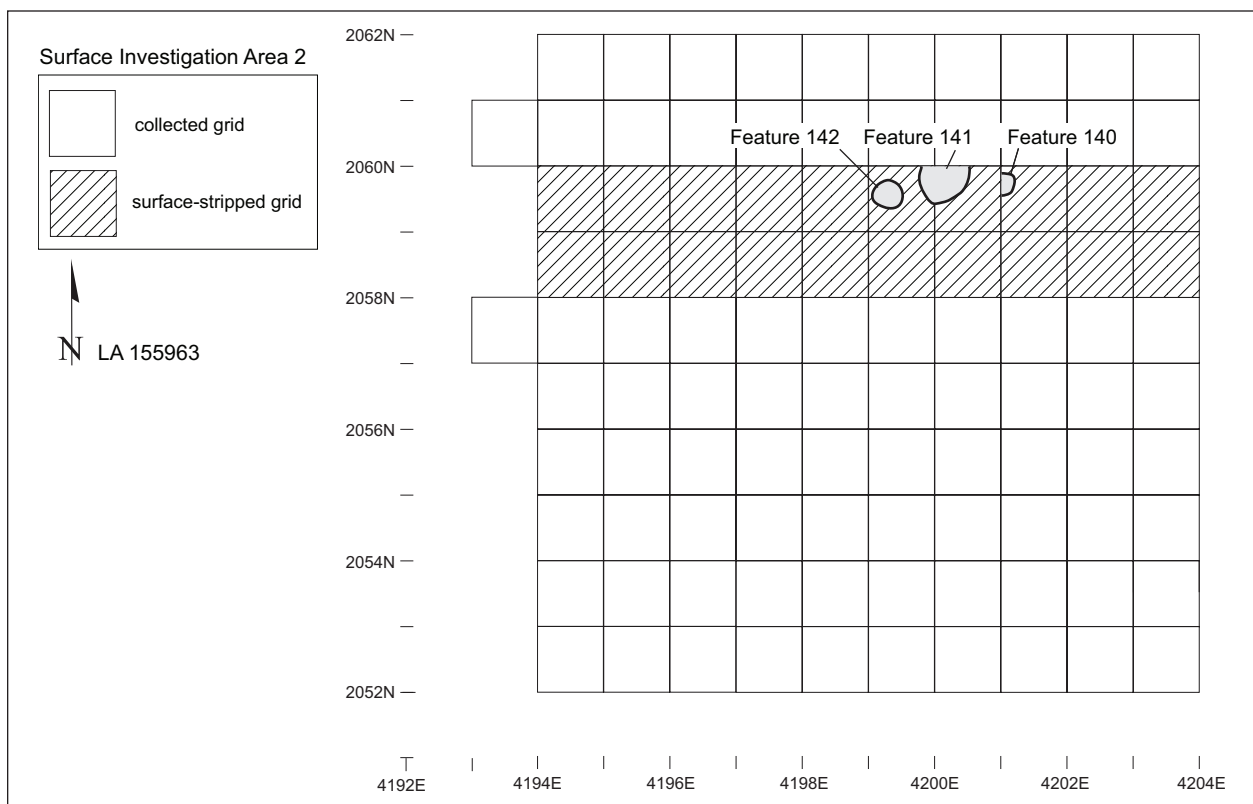 Surface Investigation Area 2
collected grid
surface-stripped grid
N LA 155963
2062N
2060N
2058N
2056N
2054N
2052N
Feature 142 Feature 141 Feature 140
4192E 4194E 4196E 4198E 4200E 4202E 4204E